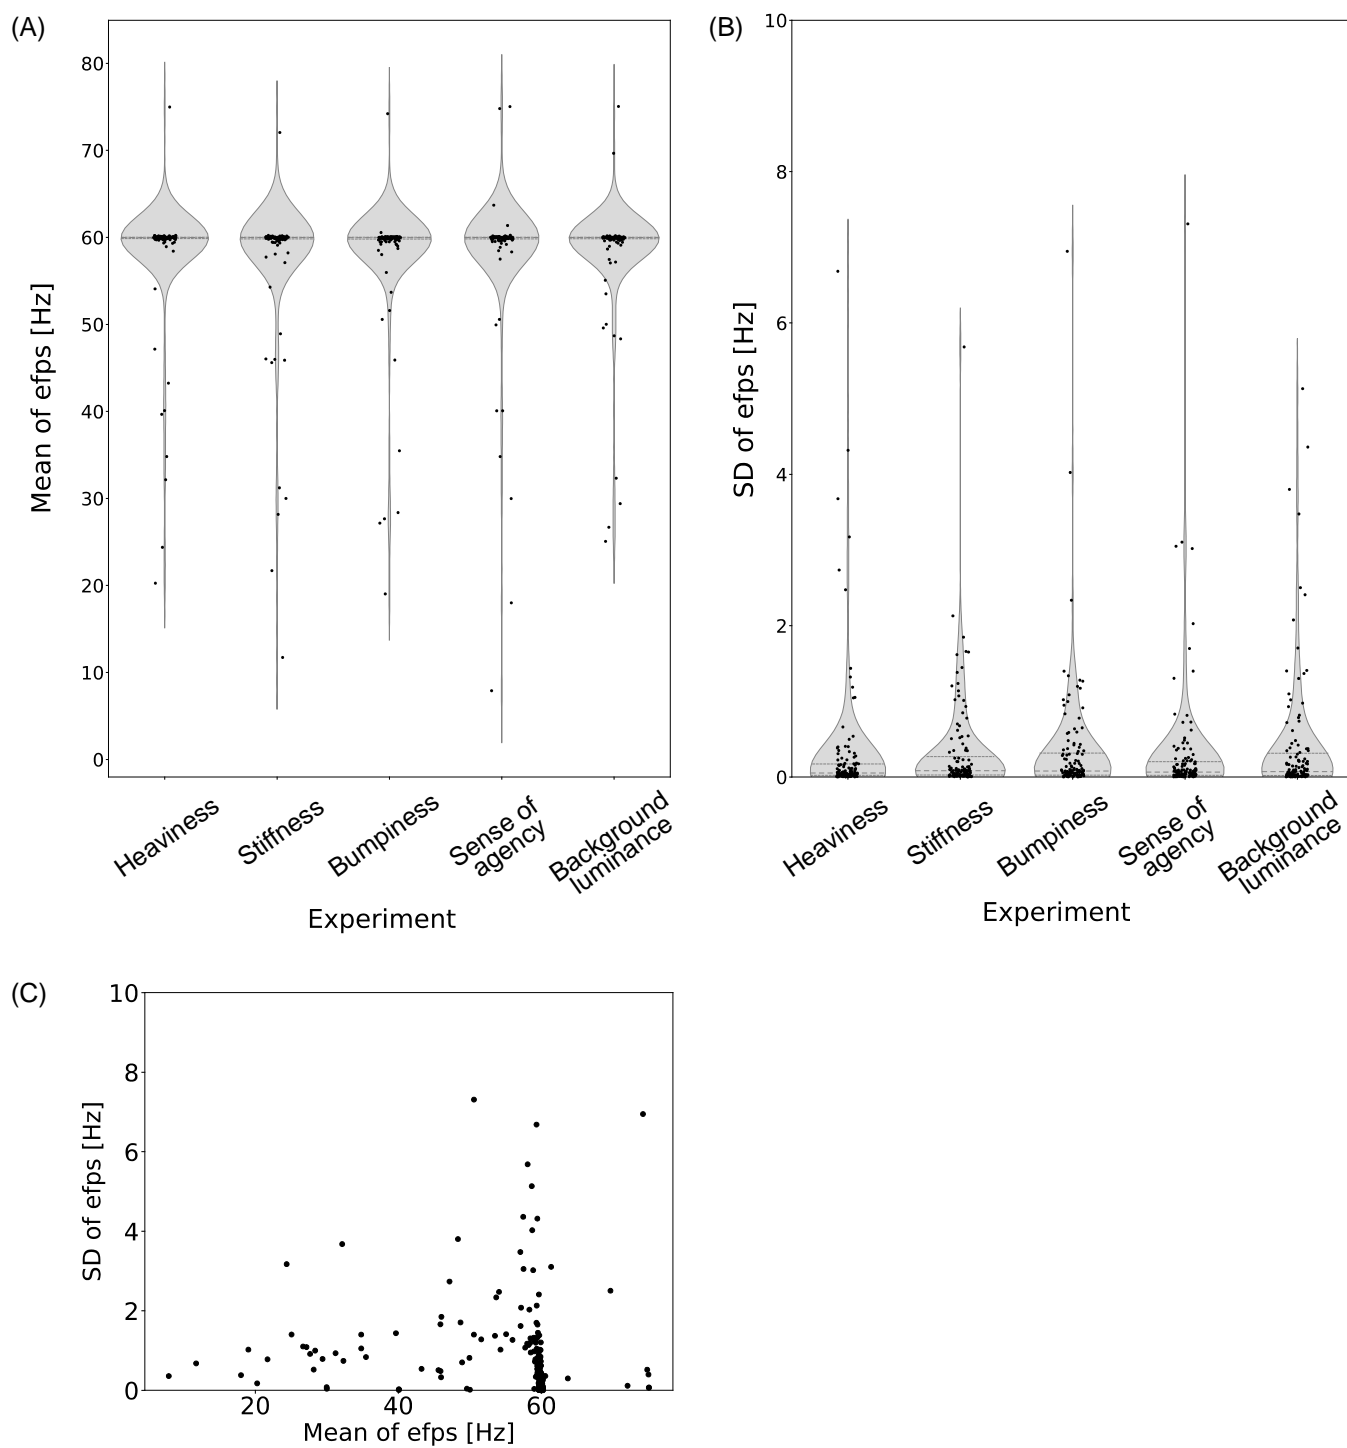 (A)
80
70
60
50
40
30
20
10
0
Mean of efps [Hz]
Heaviness
Stiffness
Bumpiness
Sense of
agency
Background
luminance
Experiment
(B)
10
8
6
4
2
0
SD of efps [Hz]
Heaviness
Stiffness
Bumpiness
Sense of
agency
Background
luminance
Experiment
(C)
10
8
6
4
2
0
SD of efps [Hz]
20 40 60
Mean of efps [Hz]